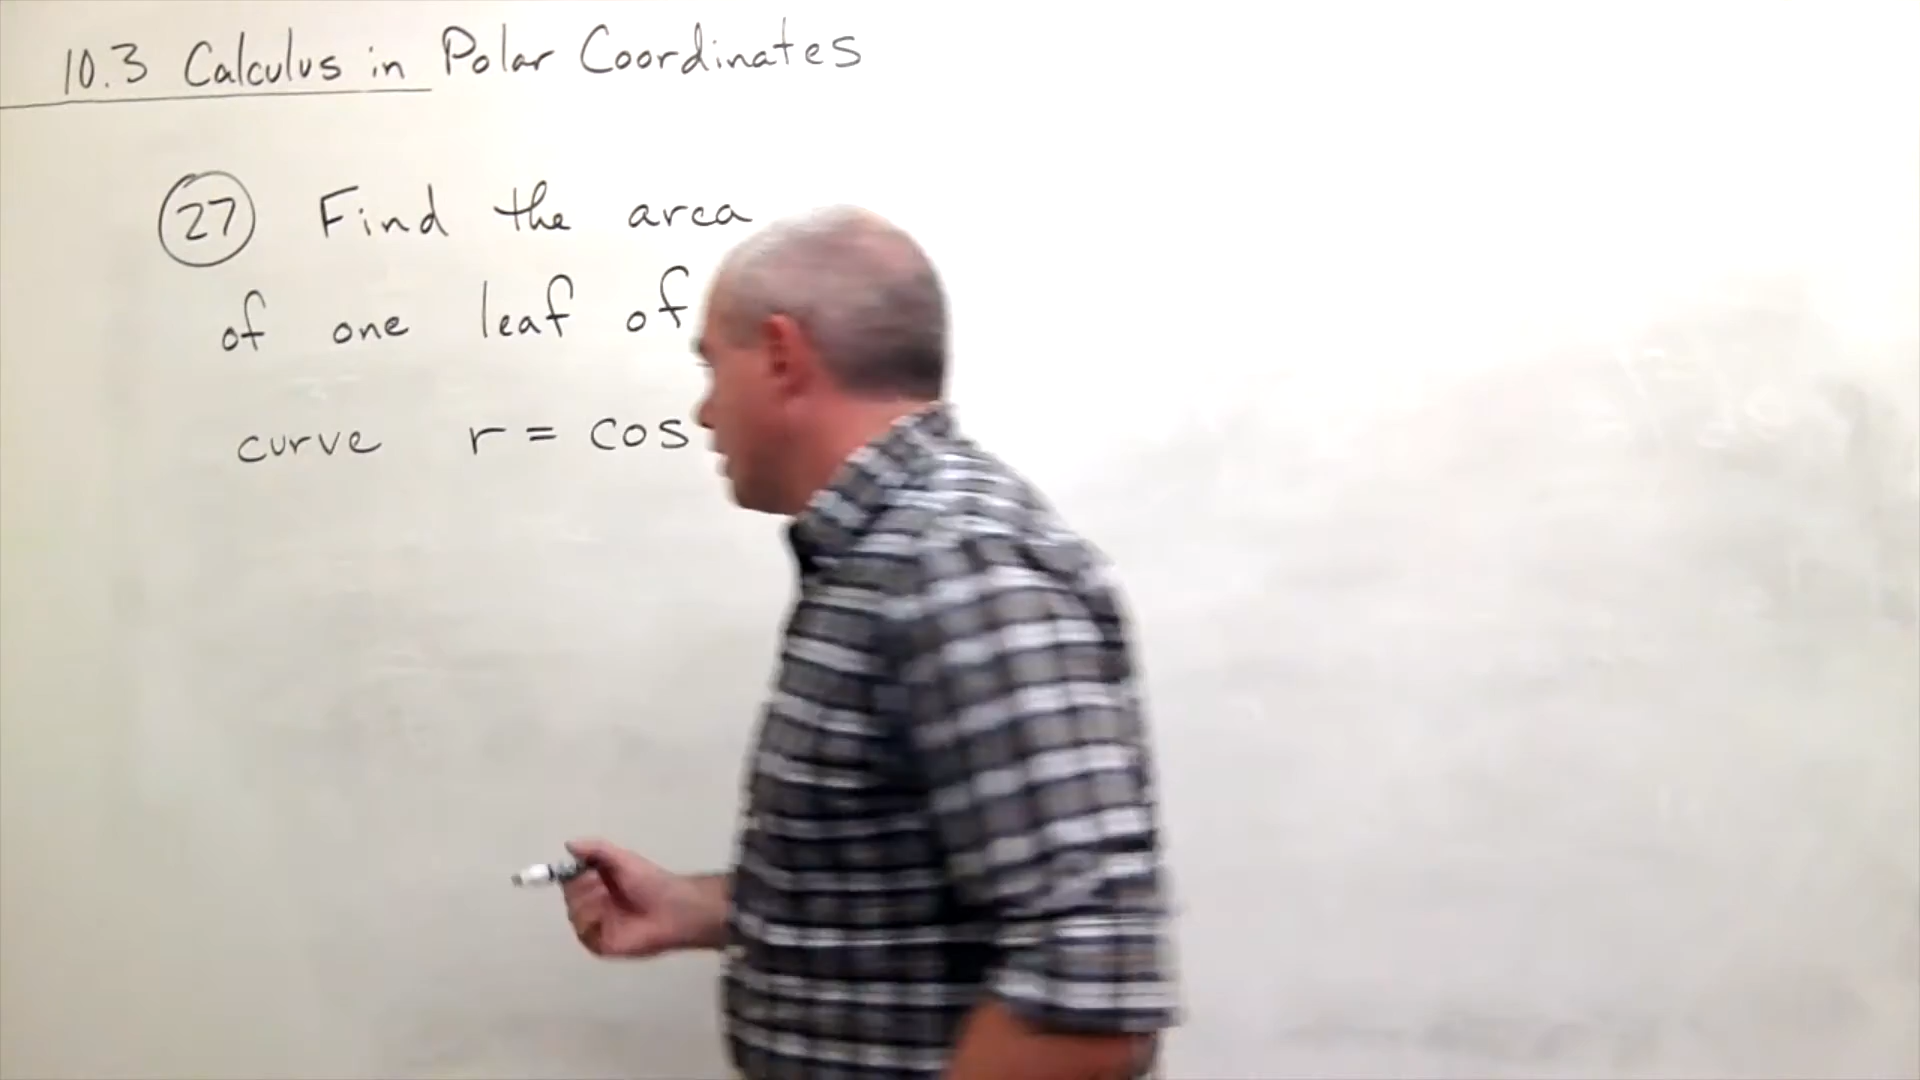 10.3 Calculus in Polar Coordinates
27 Find the area
of one leaf of
curve r = cos